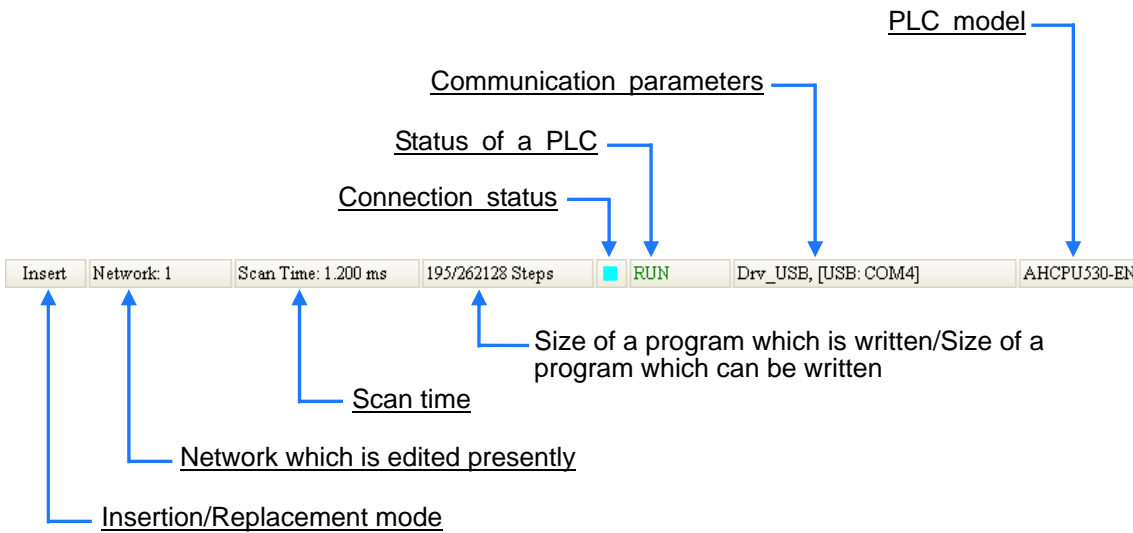 PLC model
Communication parameters
Status of a PLC
Connection status
Insert Network: 1 Scan Time: 1.200 ms 195/262128 Steps RUN Drv_USB, [USB: COM4] AHCPU530-EN
Size of a program which is written/Size of a
program which can be written
Scan time
Network which is edited presently
Insertion/Replacement mode